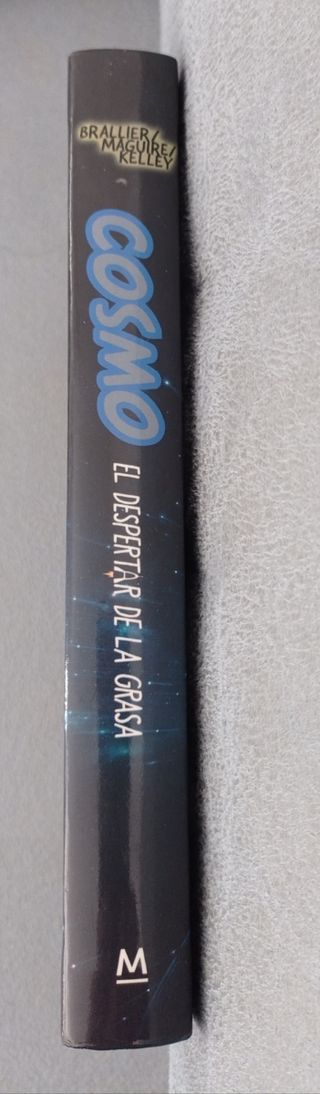 BRALLIER/
MAGUIRE/
KELLEY
COSMO
EL DESPERTAR DE LA GRASA
M